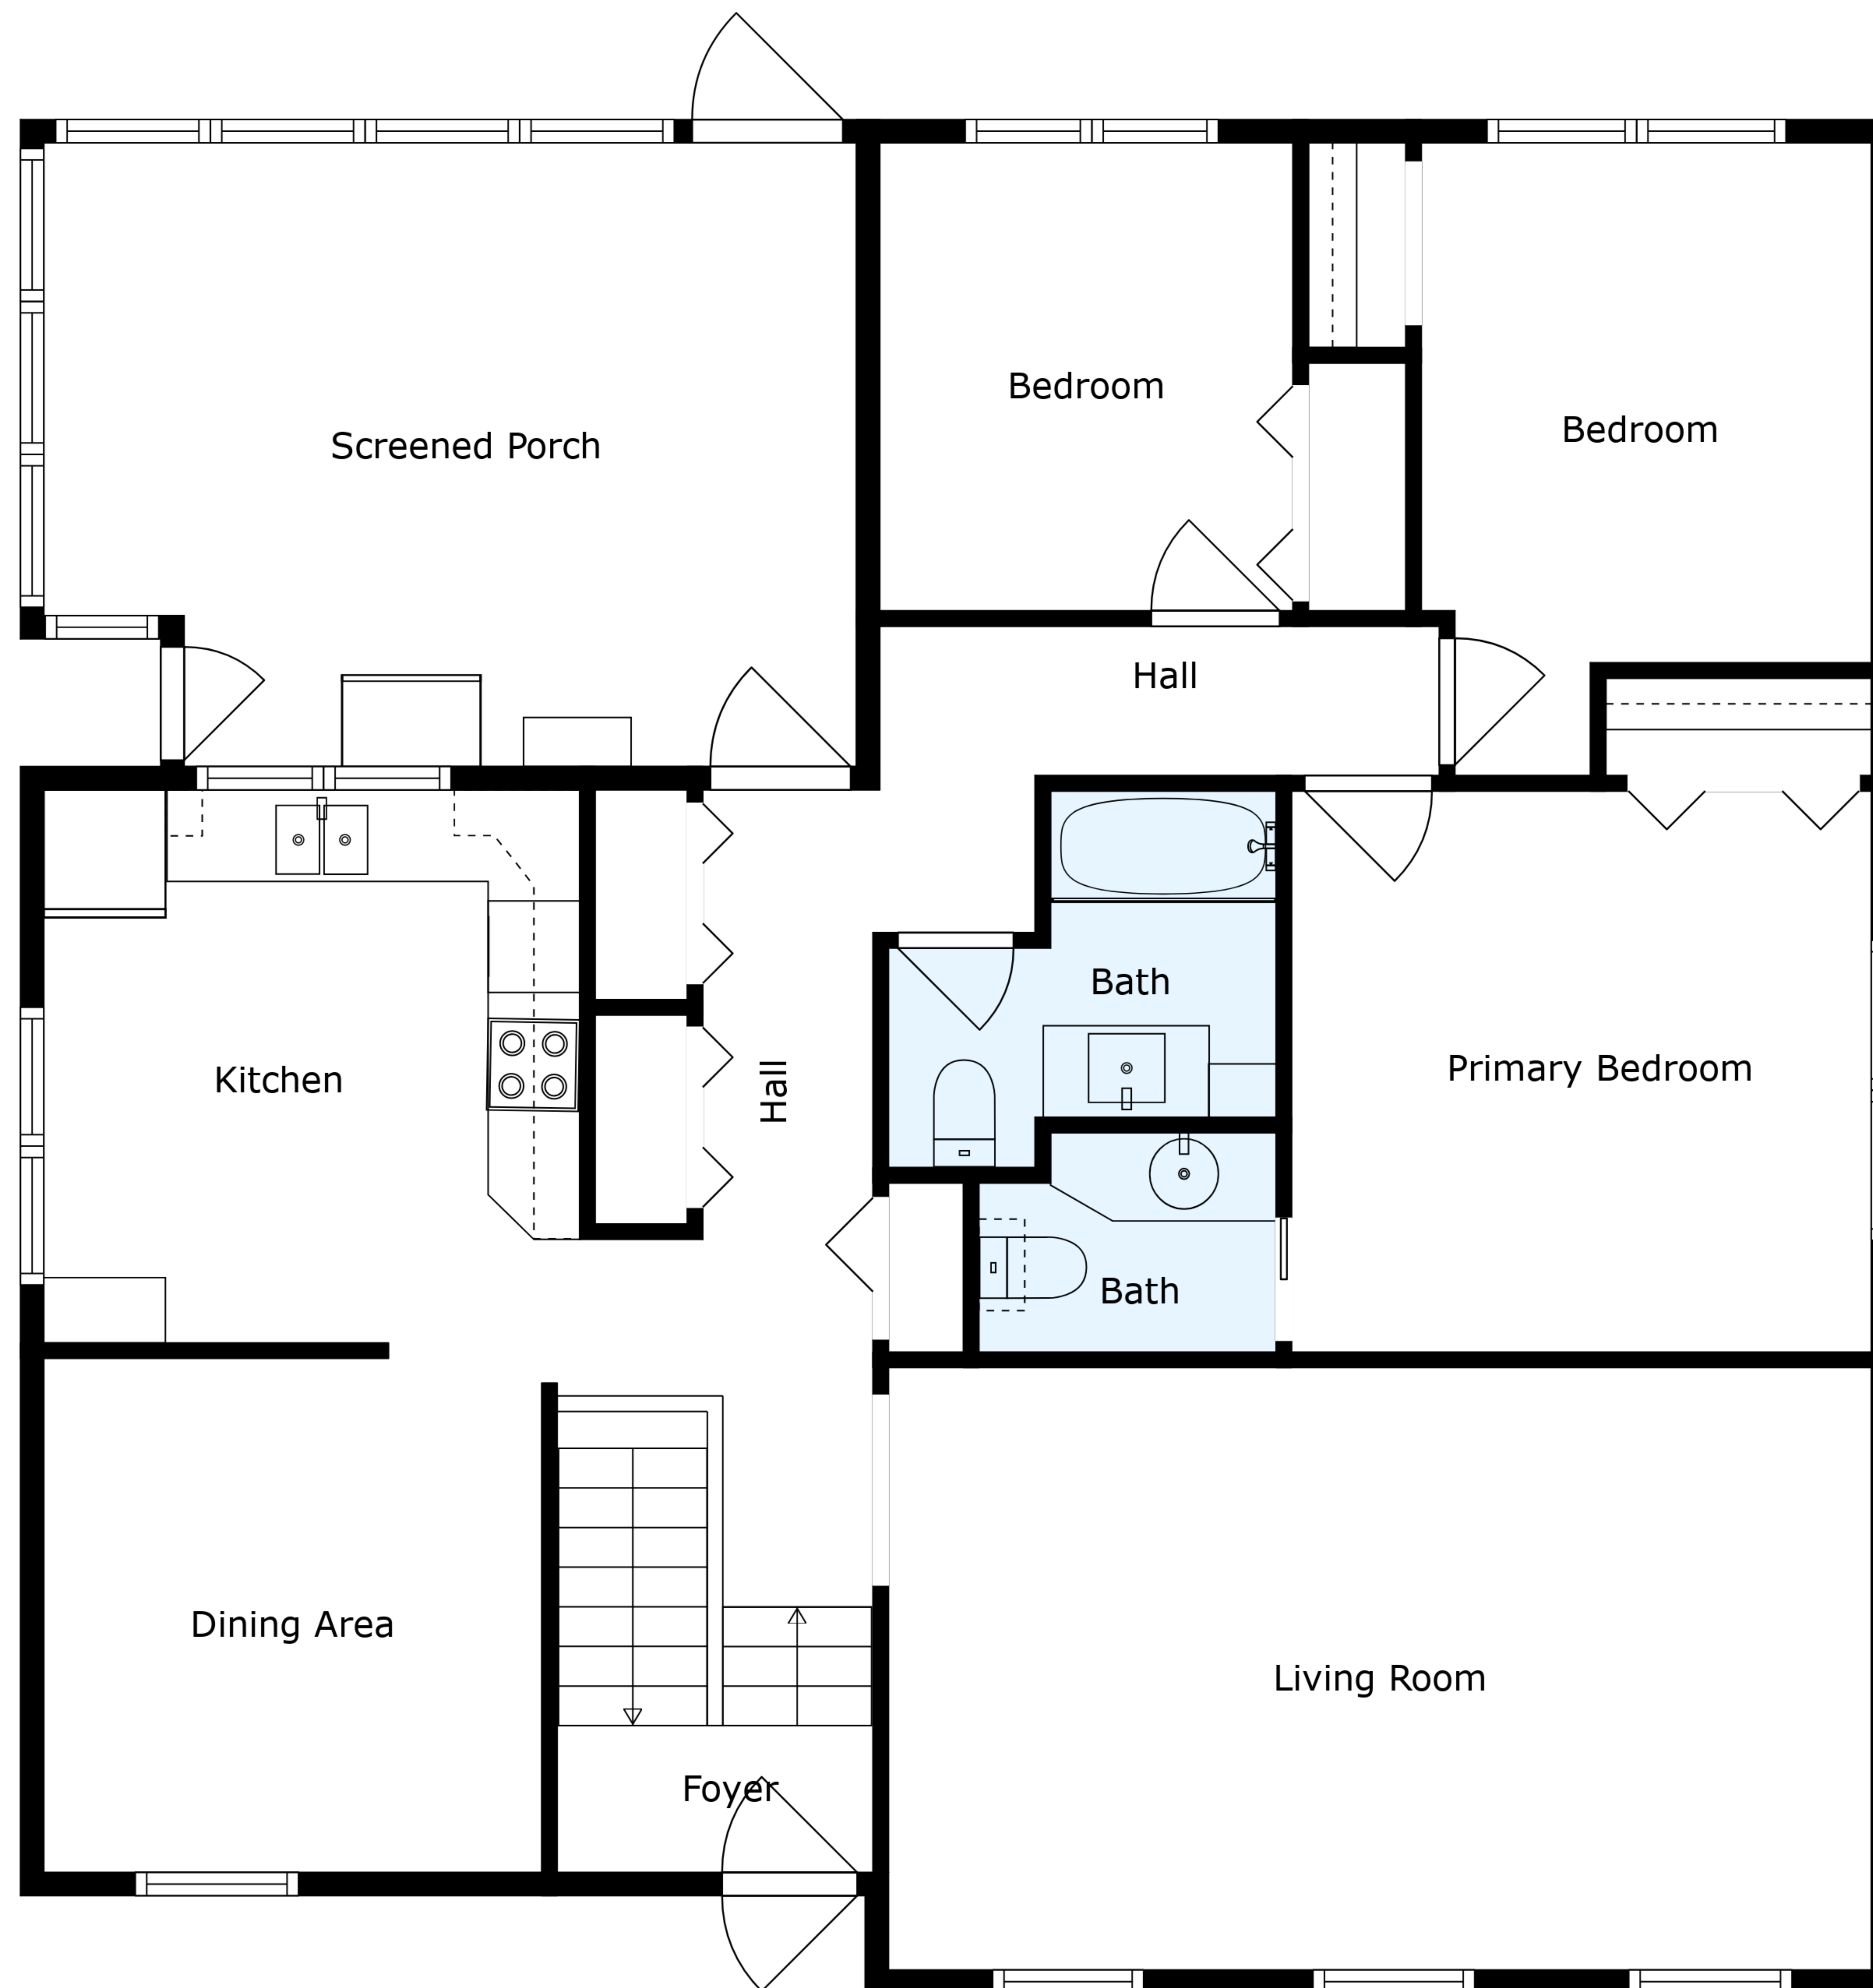 Bedroom
Bedroom
Screened Porch
Hall
Bath
Primary Bedroom
Kitchen
Hall
Bath
Dining Area
Living Room
Foyer